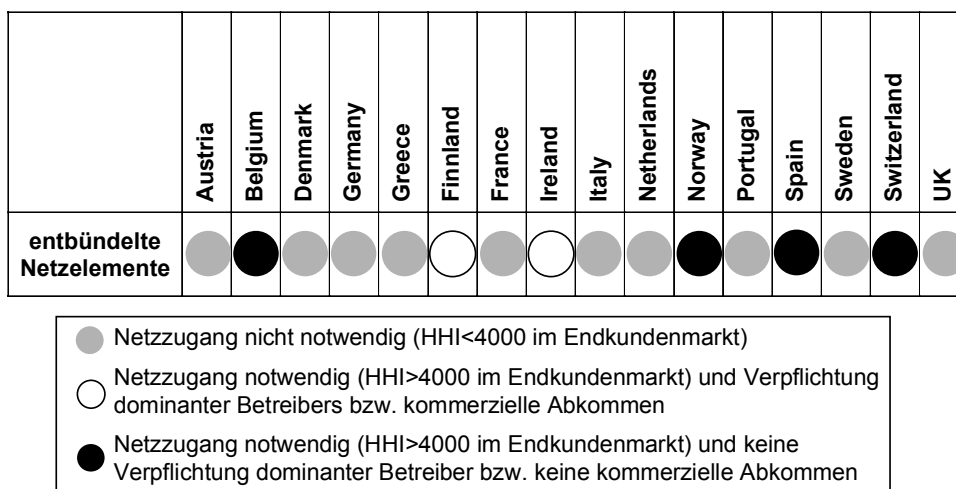 Austria
Belgium
Denmark
Germany
Greece
Finnland
France
Ireland
Italy
Netherlands
Norway
Portugal
Spain
Sweden
Switzerland
UK
entbündelte
Netzelemente
Netzzugang nicht notwendig (HHI<4000 im Endkundenmarkt)
Netzzugang notwendig (HHI>4000 im Endkundenmarkt) und Verpflichtung
dominanter Betreibers bzw. kommerzielle Abkommen
Netzzugang notwendig (HHI>4000 im Endkundenmarkt) und keine
Verpflichtung dominanter Betreiber bzw. keine kommerzielle Abkommen